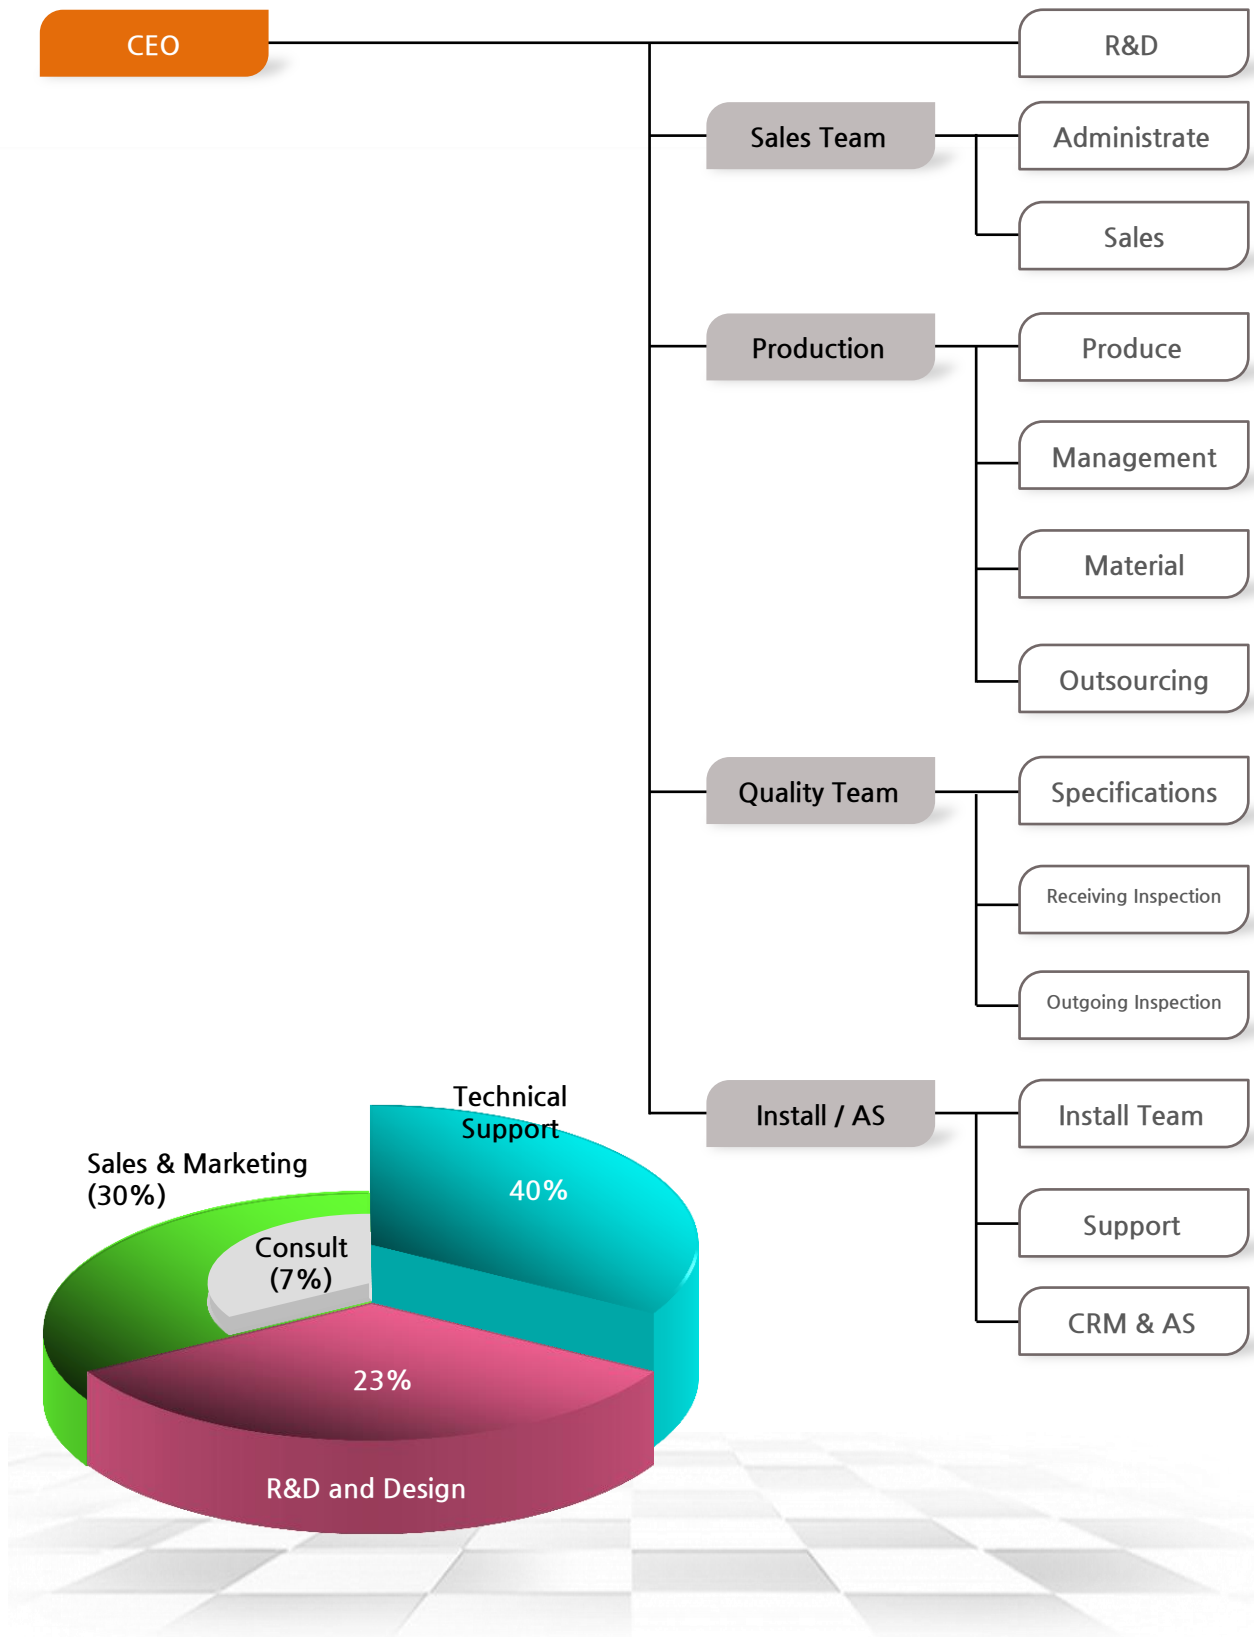 CEO
R&D
Sales Team
Administrate
Sales
Production
Produce
Management
Material
Outsourcing
Quality Team
Specifications
Receiving Inspection
Outgoing Inspection
Install / AS
Install Team
Support
CRM & AS
Technical
Support
40%
Sales & Marketing
(30%)
Consult
(7%)
23%
R&D and Design